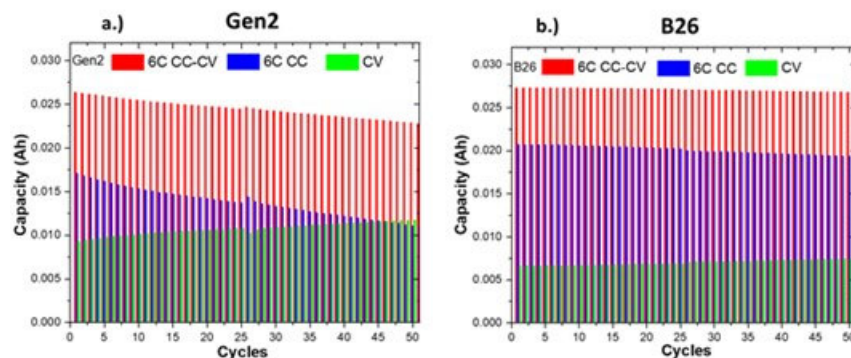 a.) Gen2
Gen2 6C CC-CV 6C CC CV
0.030
0.025
0.020
0.015
0.010
0.005
0.000
Capacity (Ah)
0 5 10 15 20 25 30 35 40 45 50
Cycles
b.) B26
B26 6C CC-CV 6C CC CV
0.030
0.025
0.020
0.015
0.010
0.005
0.000
Capacity (Ah)
0 5 10 15 20 25 30 35 40 45 50
Cycles